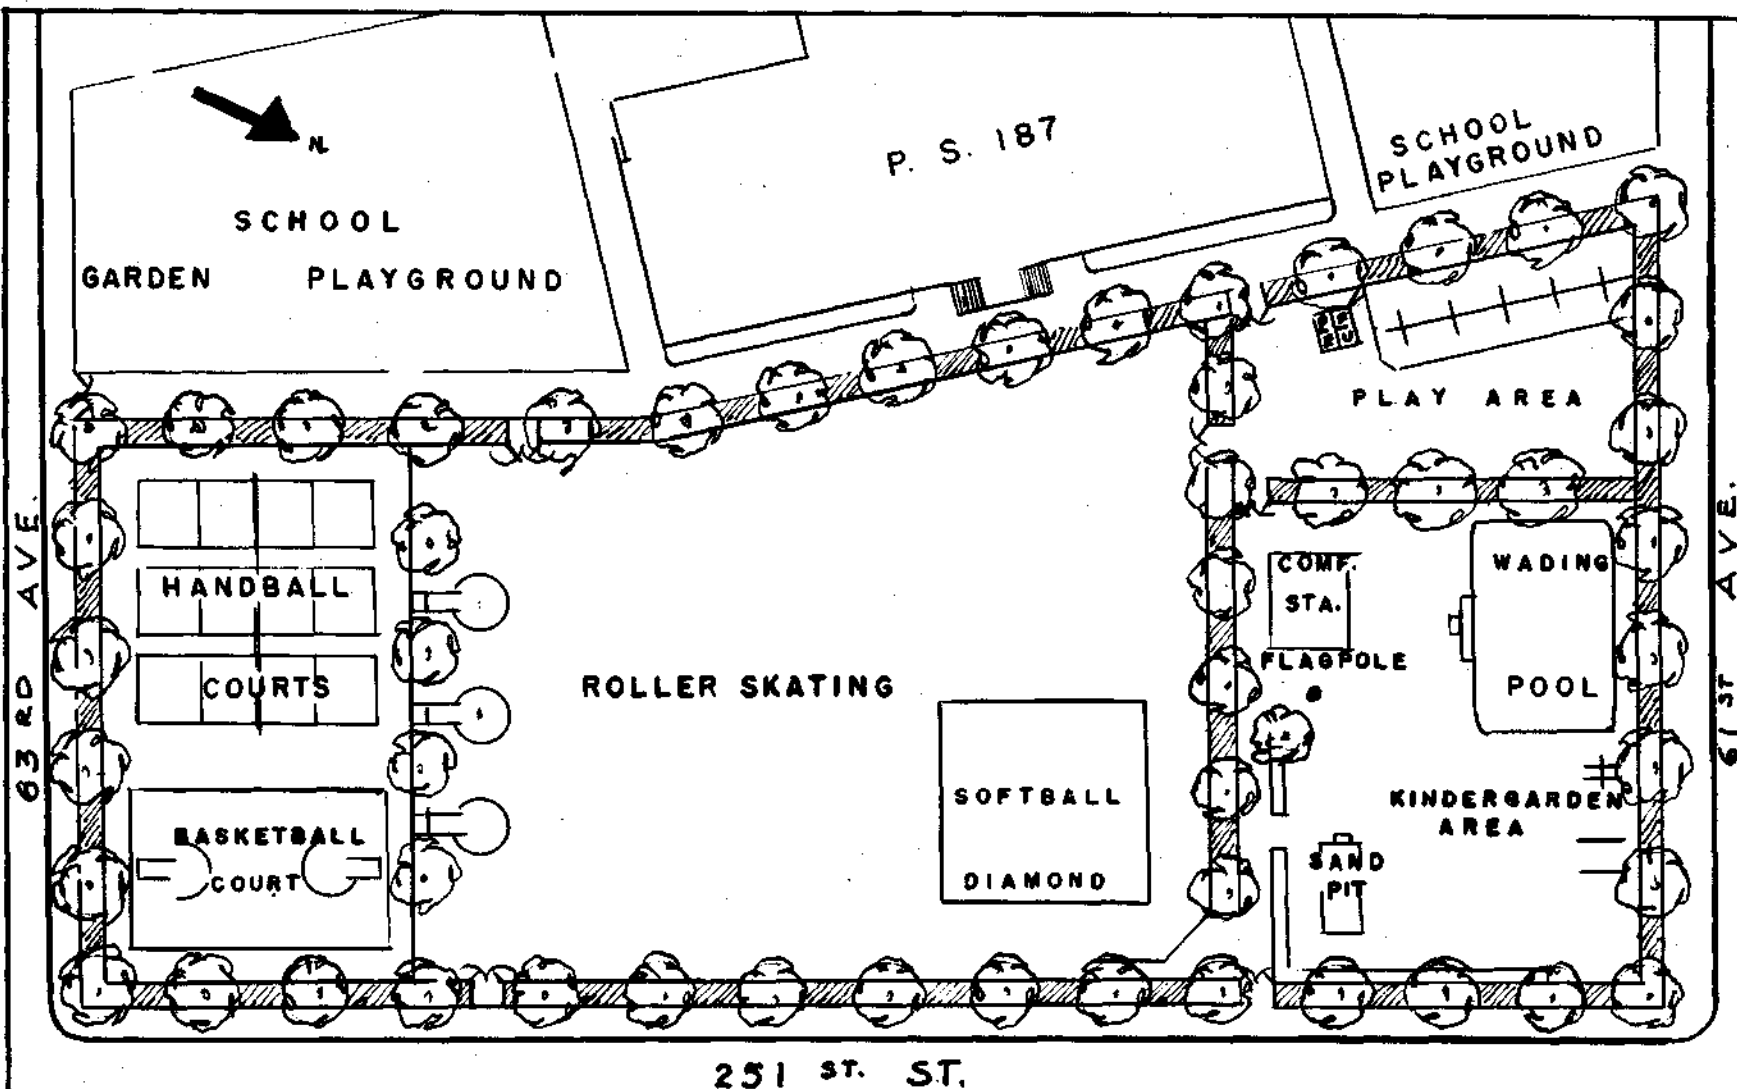 N.
P. S. 187
SCHOOL
PLAYGROUND
SCHOOL
GARDEN PLAYGROUND
PLAY AREA
63 RD AVE.
61 ST AVE.
HANDBALL
COURTS
COMF.
STA.
WADING
POOL
FLAGPOLE
ROLLER SKATING
SOFTBALL
DIAMOND
KINDERGARDEN
AREA
BASKETBALL
COURT
SAND
PIT
251 ST. ST.